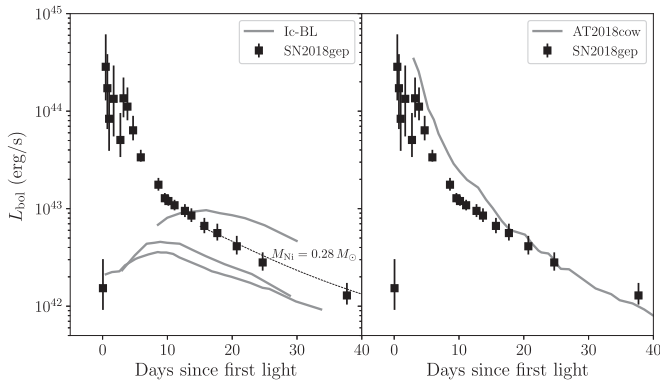 10^45
10^44
10^43
10^42
L_bol (erg/s)
Ic-BL
SN2018gep
M_Ni = 0.28 M_⊙
0 10 20 30 40
Days since first light
AT2018cow
SN2018gep
0 10 20 30 40
Days since first light